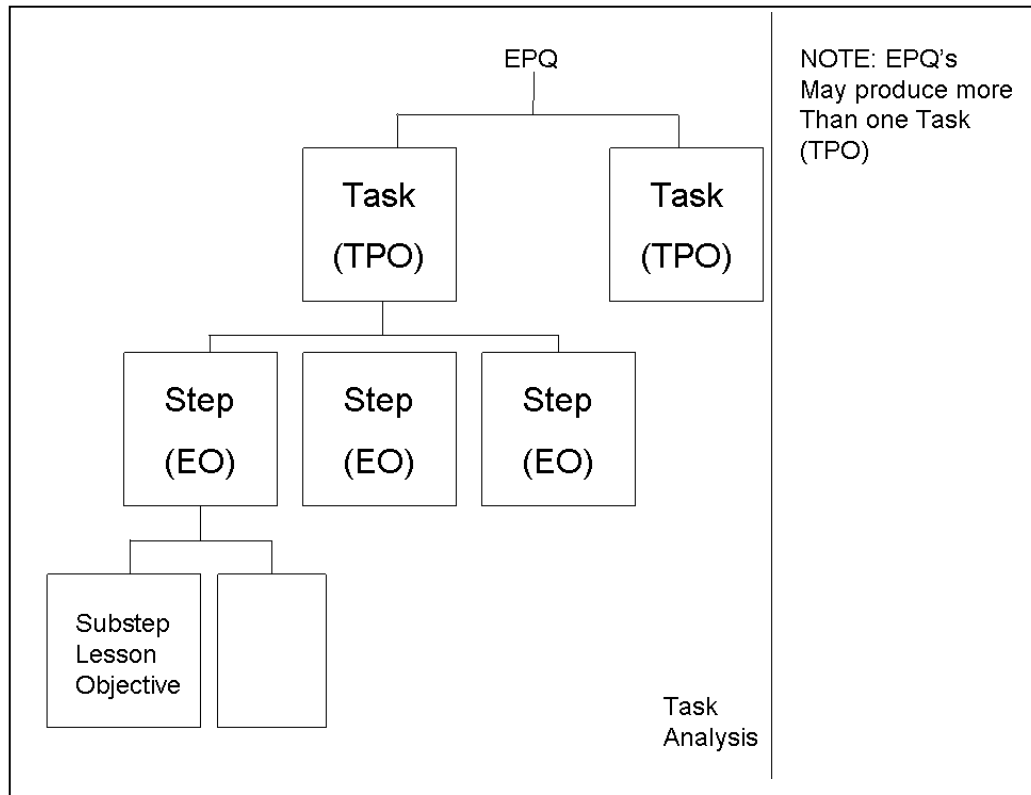 EPQ
NOTE: EPQ's
May produce more
Than one Task
(TPO)
Task
(TPO)
Task
(TPO)
Step
(EO)
Step
(EO)
Step
(EO)
Substep
Lesson
Objective
Task
Analysis